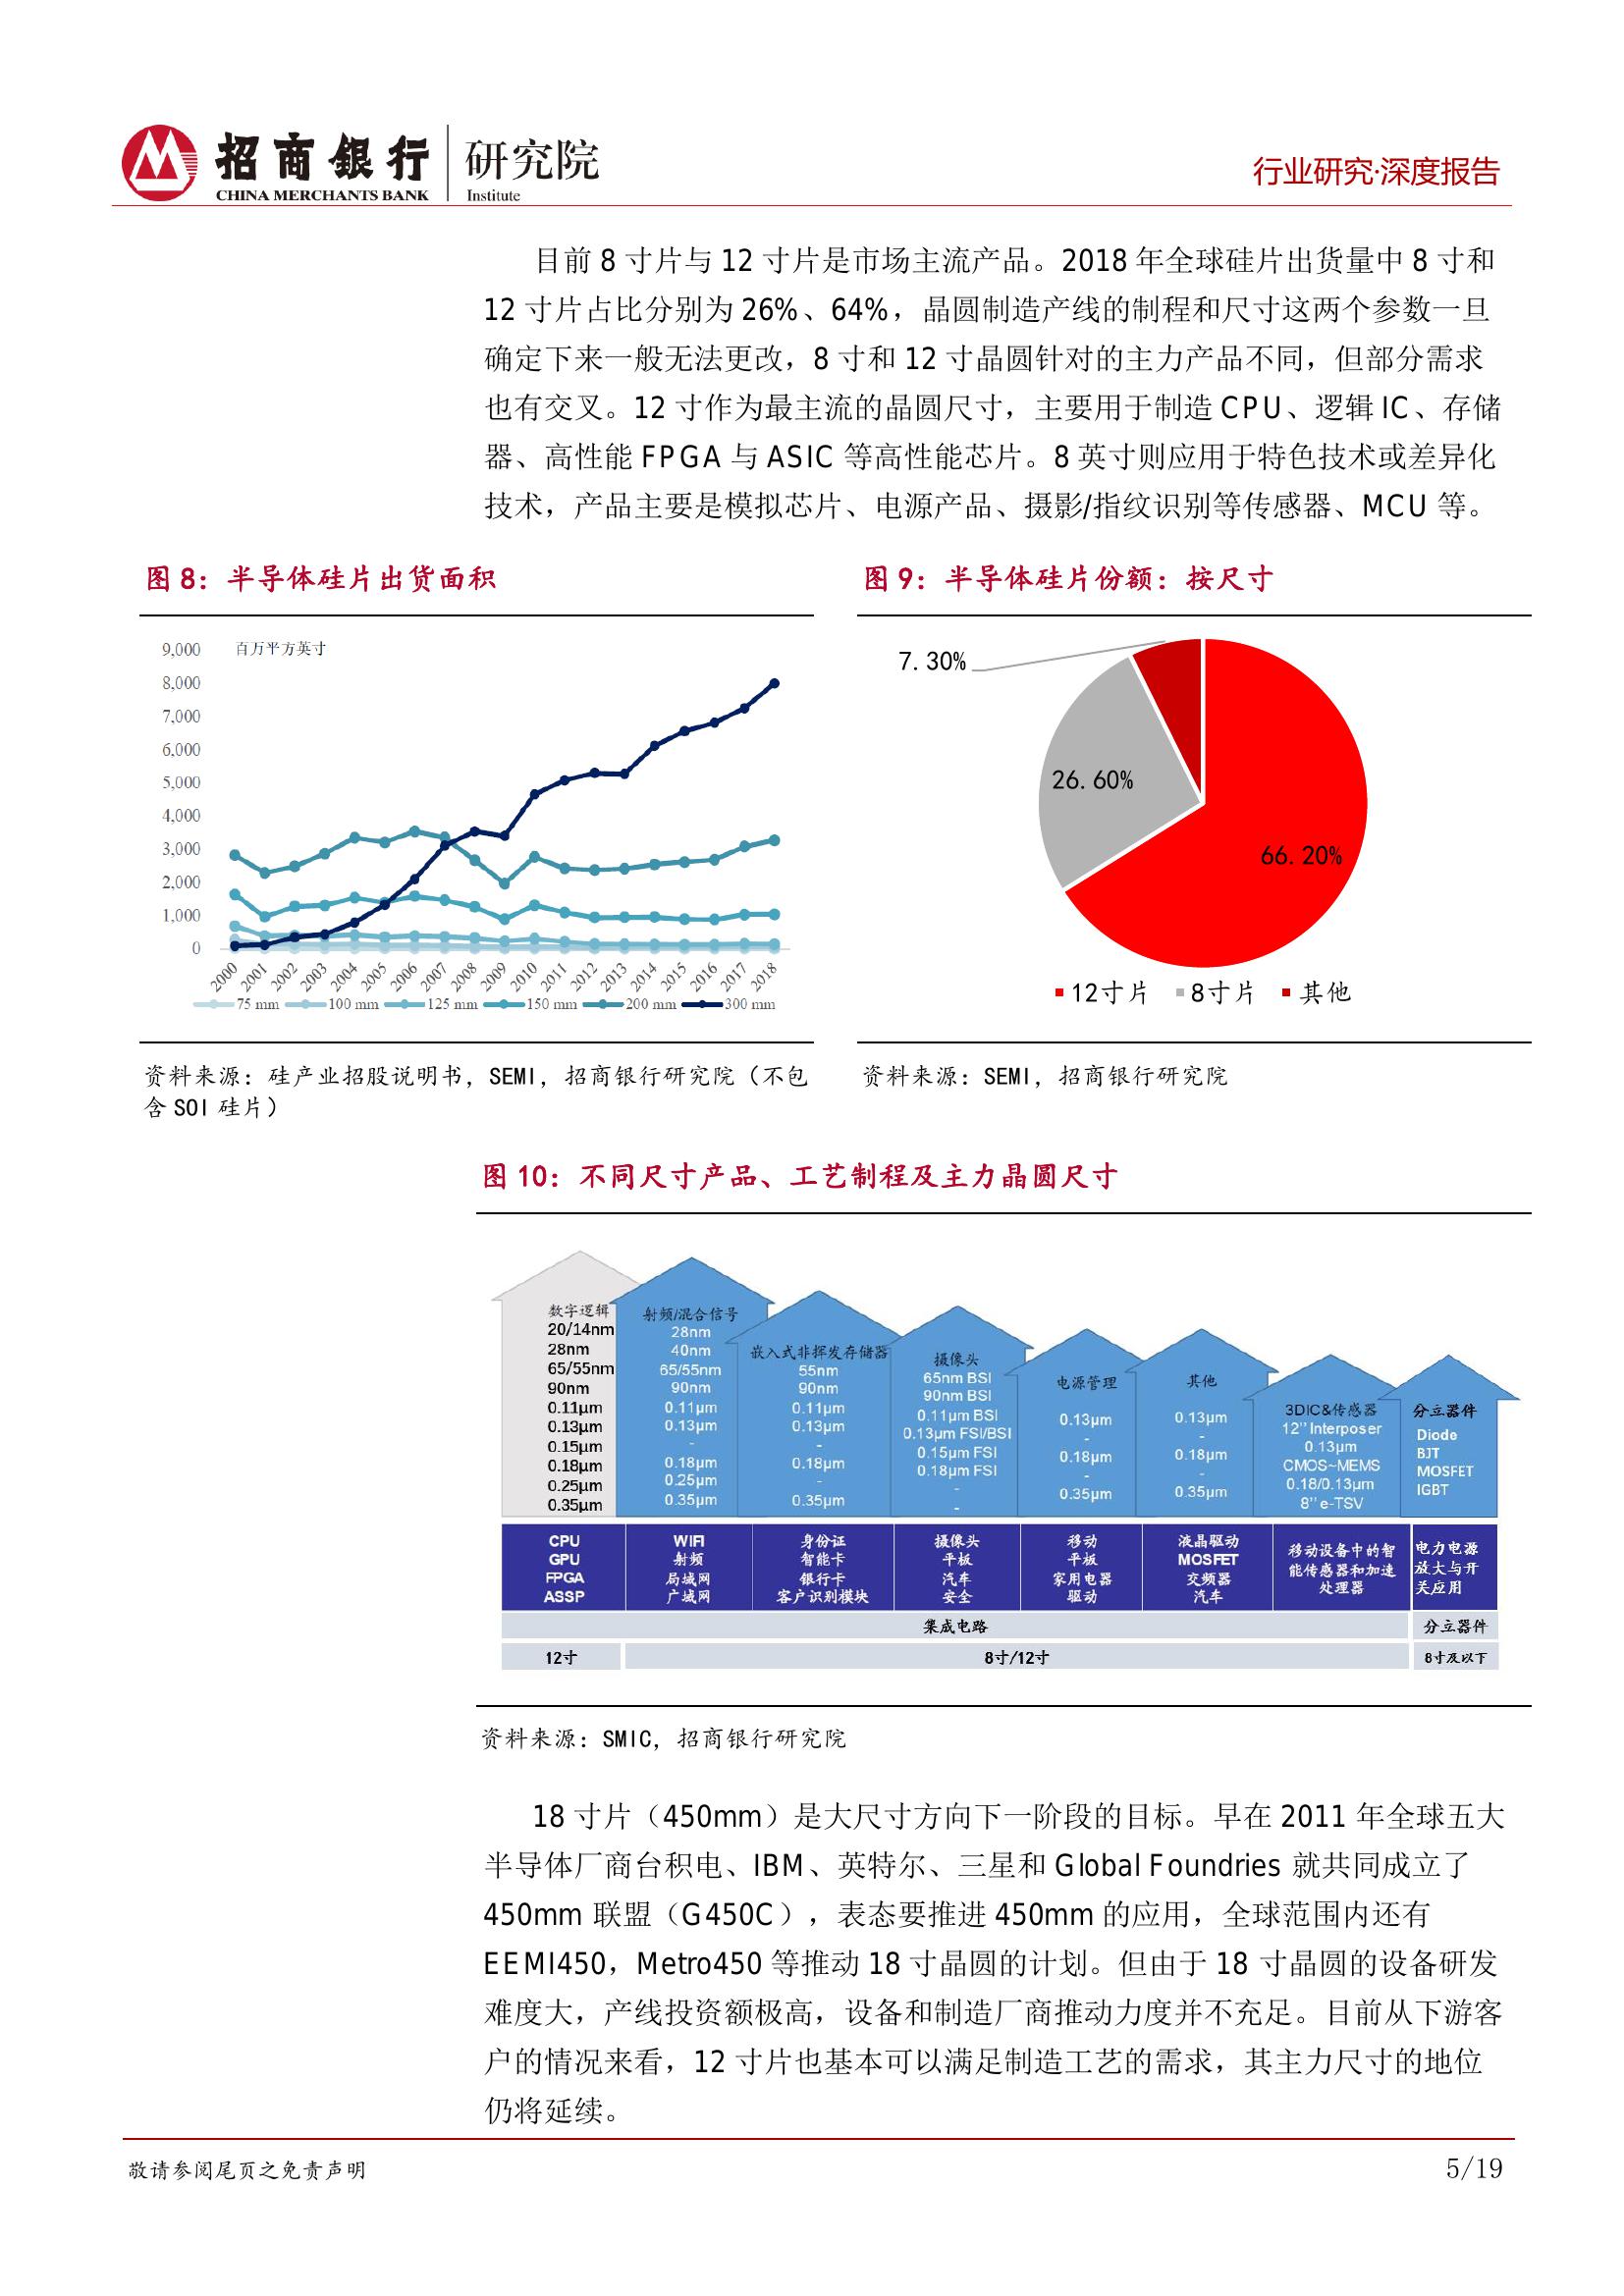 招商銀行 研究院
CHINA MERCHANTS BANK Institute
行业研究·深度报告
目前 8 寸片与 12 寸片是市场主流产品。2018 年全球硅片出货量中 8 寸和
12 寸片占比分别为 26%、64%，晶圆制造产线的制程和尺寸这两个参数一旦
确定下来一般无法更改，8 寸和 12 寸晶圆针对的主力产品不同，但部分需求
也有交叉。12 寸作为最主流的晶圆尺寸，主要用于制造 CPU、逻辑 IC、存储
器、高性能 FPGA 与 ASIC 等高性能芯片。8 英寸则应用于特色技术或差异化
技术，产品主要是模拟芯片、电源产品、摄影/指纹识别等传感器、MCU 等。
图 8：半导体硅片出货面积
百万平方英寸
9,000
8,000
7,000
6,000
5,000
4,000
3,000
2,000
1,000
0
2000 2001 2002 2003 2004 2005 2006 2007 2008 2009 2010 2011 2012 2013 2014 2015 2016 2017 2018
75 mm 100 mm 125 mm 150 mm 200 mm 300 mm
资料来源：硅产业招股说明书，SEMI，招商银行研究院（不包
含 SOI 硅片）
图 9：半导体硅片份额：按尺寸
7.30%
26.60%
66.20%
12寸片 8寸片 其他
资料来源：SEMI，招商银行研究院
图 10：不同尺寸产品、工艺制程及主力晶圆尺寸
数字逻辑
20/14nm
28nm
65/55nm
90nm
0.11μm
0.13μm
0.15μm
0.18μm
0.25μm
0.35μm
射频/混合信号
28nm
40nm
65/55nm
90nm
0.11μm
0.13μm
-
0.18μm
0.25μm
0.35μm
嵌入式非挥发存储器
55nm
90nm
0.11μm
0.13μm
-
0.18μm
-
0.35μm
摄像头
65nm BSI
90nm BSI
0.11μm BSI
0.13μm FSI/BSI
0.15μm FSI
0.18μm FSI
-
-
电源管理
0.13μm
-
0.18μm
-
0.35μm
其他
0.13μm
-
0.18μm
-
0.35μm
3DIC&传感器
12''Interposer
0.13μm
CMOS~MEMS
0.18/0.13μm
8''e-TSV
分立器件
Diode
BJT
MOSFET
IGBT
CPU
GPU
FPGA
ASSP
WIFI
射频
局域网
广域网
身份证
智能卡
银行卡
客户识别模块
摄像头
平板
汽车
安全
移动
平板
家用电器
驱动
液晶驱动
MOSFET
交频器
汽车
移动设备中的智
能传感器和加速
处理器
电力电源
放大与开
关应用
集成电路 分立器件
12寸 8寸/12寸 8寸及以下
资料来源：SMIC，招商银行研究院
18 寸片（450mm）是大尺寸方向下一阶段的目标。早在 2011 年全球五大
半导体厂商台积电、IBM、英特尔、三星和 Global Foundries 就共同成立了
450mm 联盟（G450C），表态要推进 450mm 的应用，全球范围内还有
EEMI450，Metro450 等推动 18 寸晶圆的计划。但由于 18 寸晶圆的设备研发
难度大，产线投资额极高，设备和制造厂商推动力度并不充足。目前从下游客
户的情况来看，12 寸片也基本可以满足制造工艺的需求，其主力尺寸的地位
仍将延续。
敬请参阅尾页之免责声明
5/19